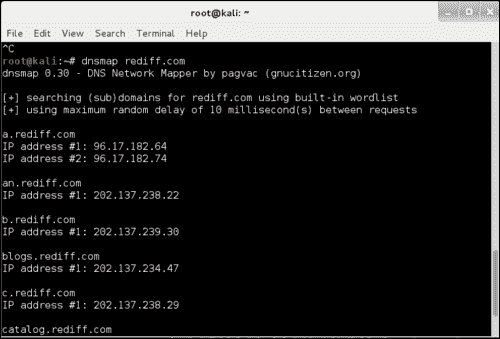 root@kali: ~
File Edit View Search Terminal Help
^C
root@kali:~# dnsmap rediff.com
dnsmap 0.30 - DNS Network Mapper by pagvac (gnucitizen.org)
[+] searching (sub)domains for rediff.com using built-in wordlist
[+] using maximum random delay of 10 millisecond(s) between requests
a.rediff.com
IP address #1: 96.17.182.64
IP address #2: 96.17.182.74
an.rediff.com
IP address #1: 202.137.238.22
b.rediff.com
IP address #1: 202.137.239.30
blogs.rediff.com
IP address #1: 202.137.234.47
c.rediff.com
IP address #1: 202.137.238.29
catalog.rediff.com